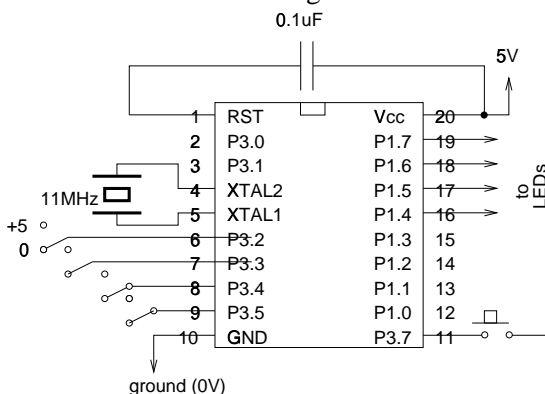 0.1uF
5V
1 RST Vcc 20
2 P3.0 P1.7 19
3 P3.1 P1.6 18
11MHz
4 XTAL2 P1.5 17
5 XTAL1 P1.4 16
to LEDs
+5
0
6 P3.2 P1.3 15
7 P3.3 P1.2 14
8 P3.4 P1.1 13
9 P3.5 P1.0 12
10 GND P3.7 11
ground (0V)